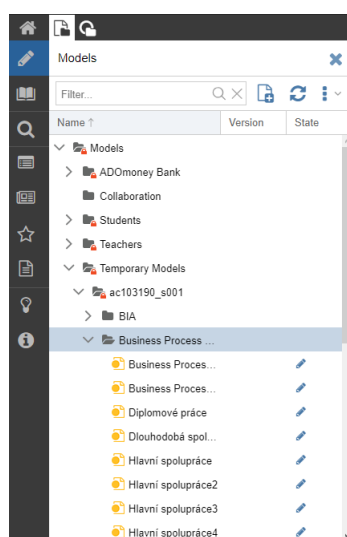 Models
Filter...
Name ↑ Version State
Models
ADOmoney Bank
Collaboration
Students
Teachers
Temporary Models
ac103190_s001
BIA
Business Process ...
Business Proces...
Business Proces...
Diplomové práce
Dlouhodobá spol...
Hlavní spolupráce
Hlavní spolupráce2
Hlavní spolupráce3
Hlavní spolupráce4